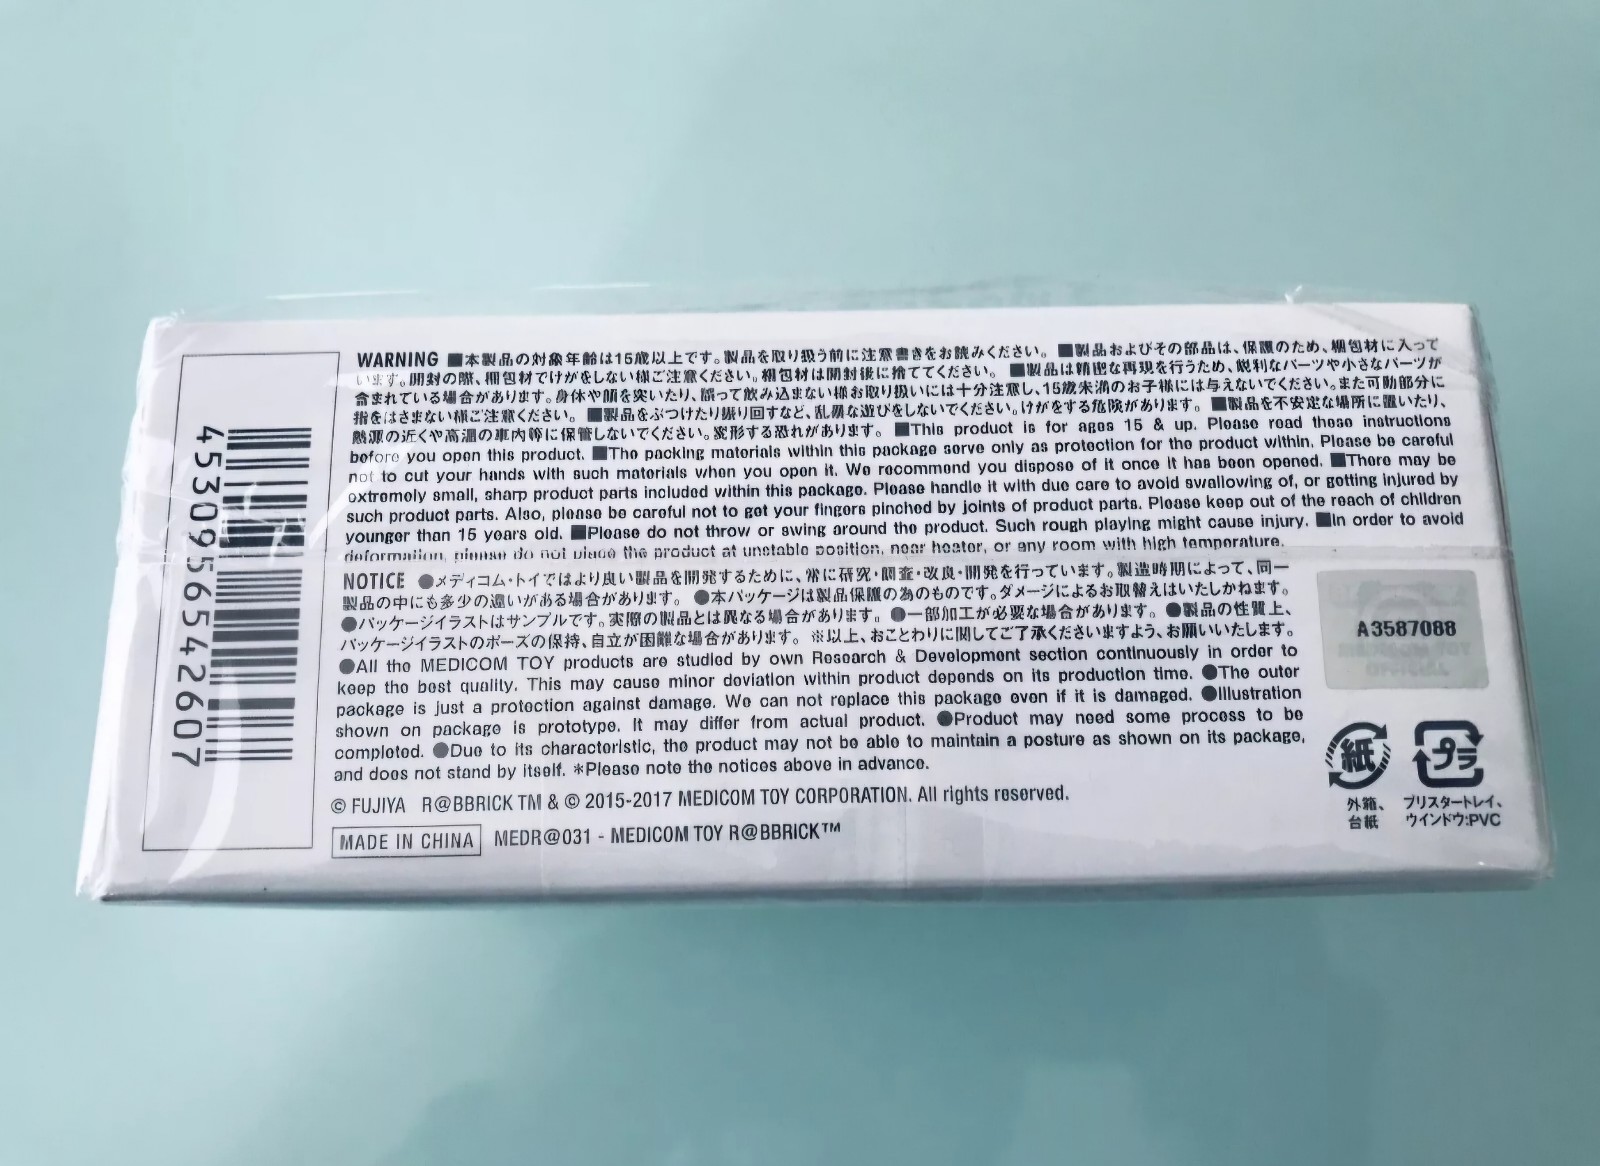 WARNING ■本製品の対象年齢は15歳以上です。製品を取り扱う前に注意書きをお読みください。 ■製品およびその部品は、保護のため、梱包材に入って
います。開封の際、梱包材でけがをしない様ご注意ください。梱包材は開封後に捨ててください。 ■製品は精密な再現を行うため、鋭利なパーツや小さなパーツが
含まれている場合があります。身体や顔を突いたり、誤って飲み込まない様お取り扱いには十分注意し、15歳未満のお子様には与えないでください。また可動部分に
指をはさまない様ご注意ください。 ■製品をぶつけたり振り回すなど、乱暴な遊びをしないでください。けがをする危険があります。 ■製品を不安定な場所に置いたり、
熱源の近くや高温の車内等に保管しないでください。変形する恐れがあります。 ■This product is for ages 15 & up. Please read these instructions
before you open this product. ■The packing materials within this package serve only as protection for the product within. Please be careful
not to cut your hands with such materials when you open it. We recommend you dispose of it once it has been opened. ■There may be
extremely small, sharp product parts included within this package. Please handle it with due care to avoid swallowing of, or getting injured by
such product parts. Also, please be careful not to get your fingers pinched by joints of product parts. Please keep out of the reach of children
younger than 15 years old. ■Please do not throw or swing around the product. Such rough playing might cause injury. ■In order to avoid
deformation, please do not place the product at unstable position, near heater, or any room with high temperature.
NOTICE ●メディコム・トイではより良い製品を開発するために、常に研究・調査・改良・開発を行っています。製造時期によって、同一
製品の中にも多少の違いがある場合があります。 ●本パッケージは製品保護の為のものです。ダメージによるお取替えはいたしかねます。
●パッケージイラストはサンプルです。実際の製品とは異なる場合があります。 ●一部加工が必要な場合があります。 ●製品の性質上、
パッケージイラストのポーズの保持、自立が困難な場合があります。 ※以上、おことわりに関してご了承くださいますよう、お願いいたします。
●All the MEDICOM TOY products are studied by own Research & Development section continuously in order to
keep the best quality. This may cause minor deviation within product depends on its production time. ●The outer
package is just a protection against damage. We can not replace this package even if it is damaged. ●Illustration
shown on package is prototype. It may differ from actual product. ●Product may need some process to be
completed. ●Due to its characteristic, the product may not be able to maintain a posture as shown on its package,
and does not stand by itself. ＊Please note the notices above in advance.
© FUJIYA R@BBRICK TM & © 2015-2017 MEDICOM TOY CORPORATION. All rights reserved.
MADE IN CHINA MEDR@031 - MEDICOM TOY R@BBRICK™
4530956542607
A3587088
紙
外箱、
台紙
プラ
ブリスタートレイ、
ウインドウ:PVC